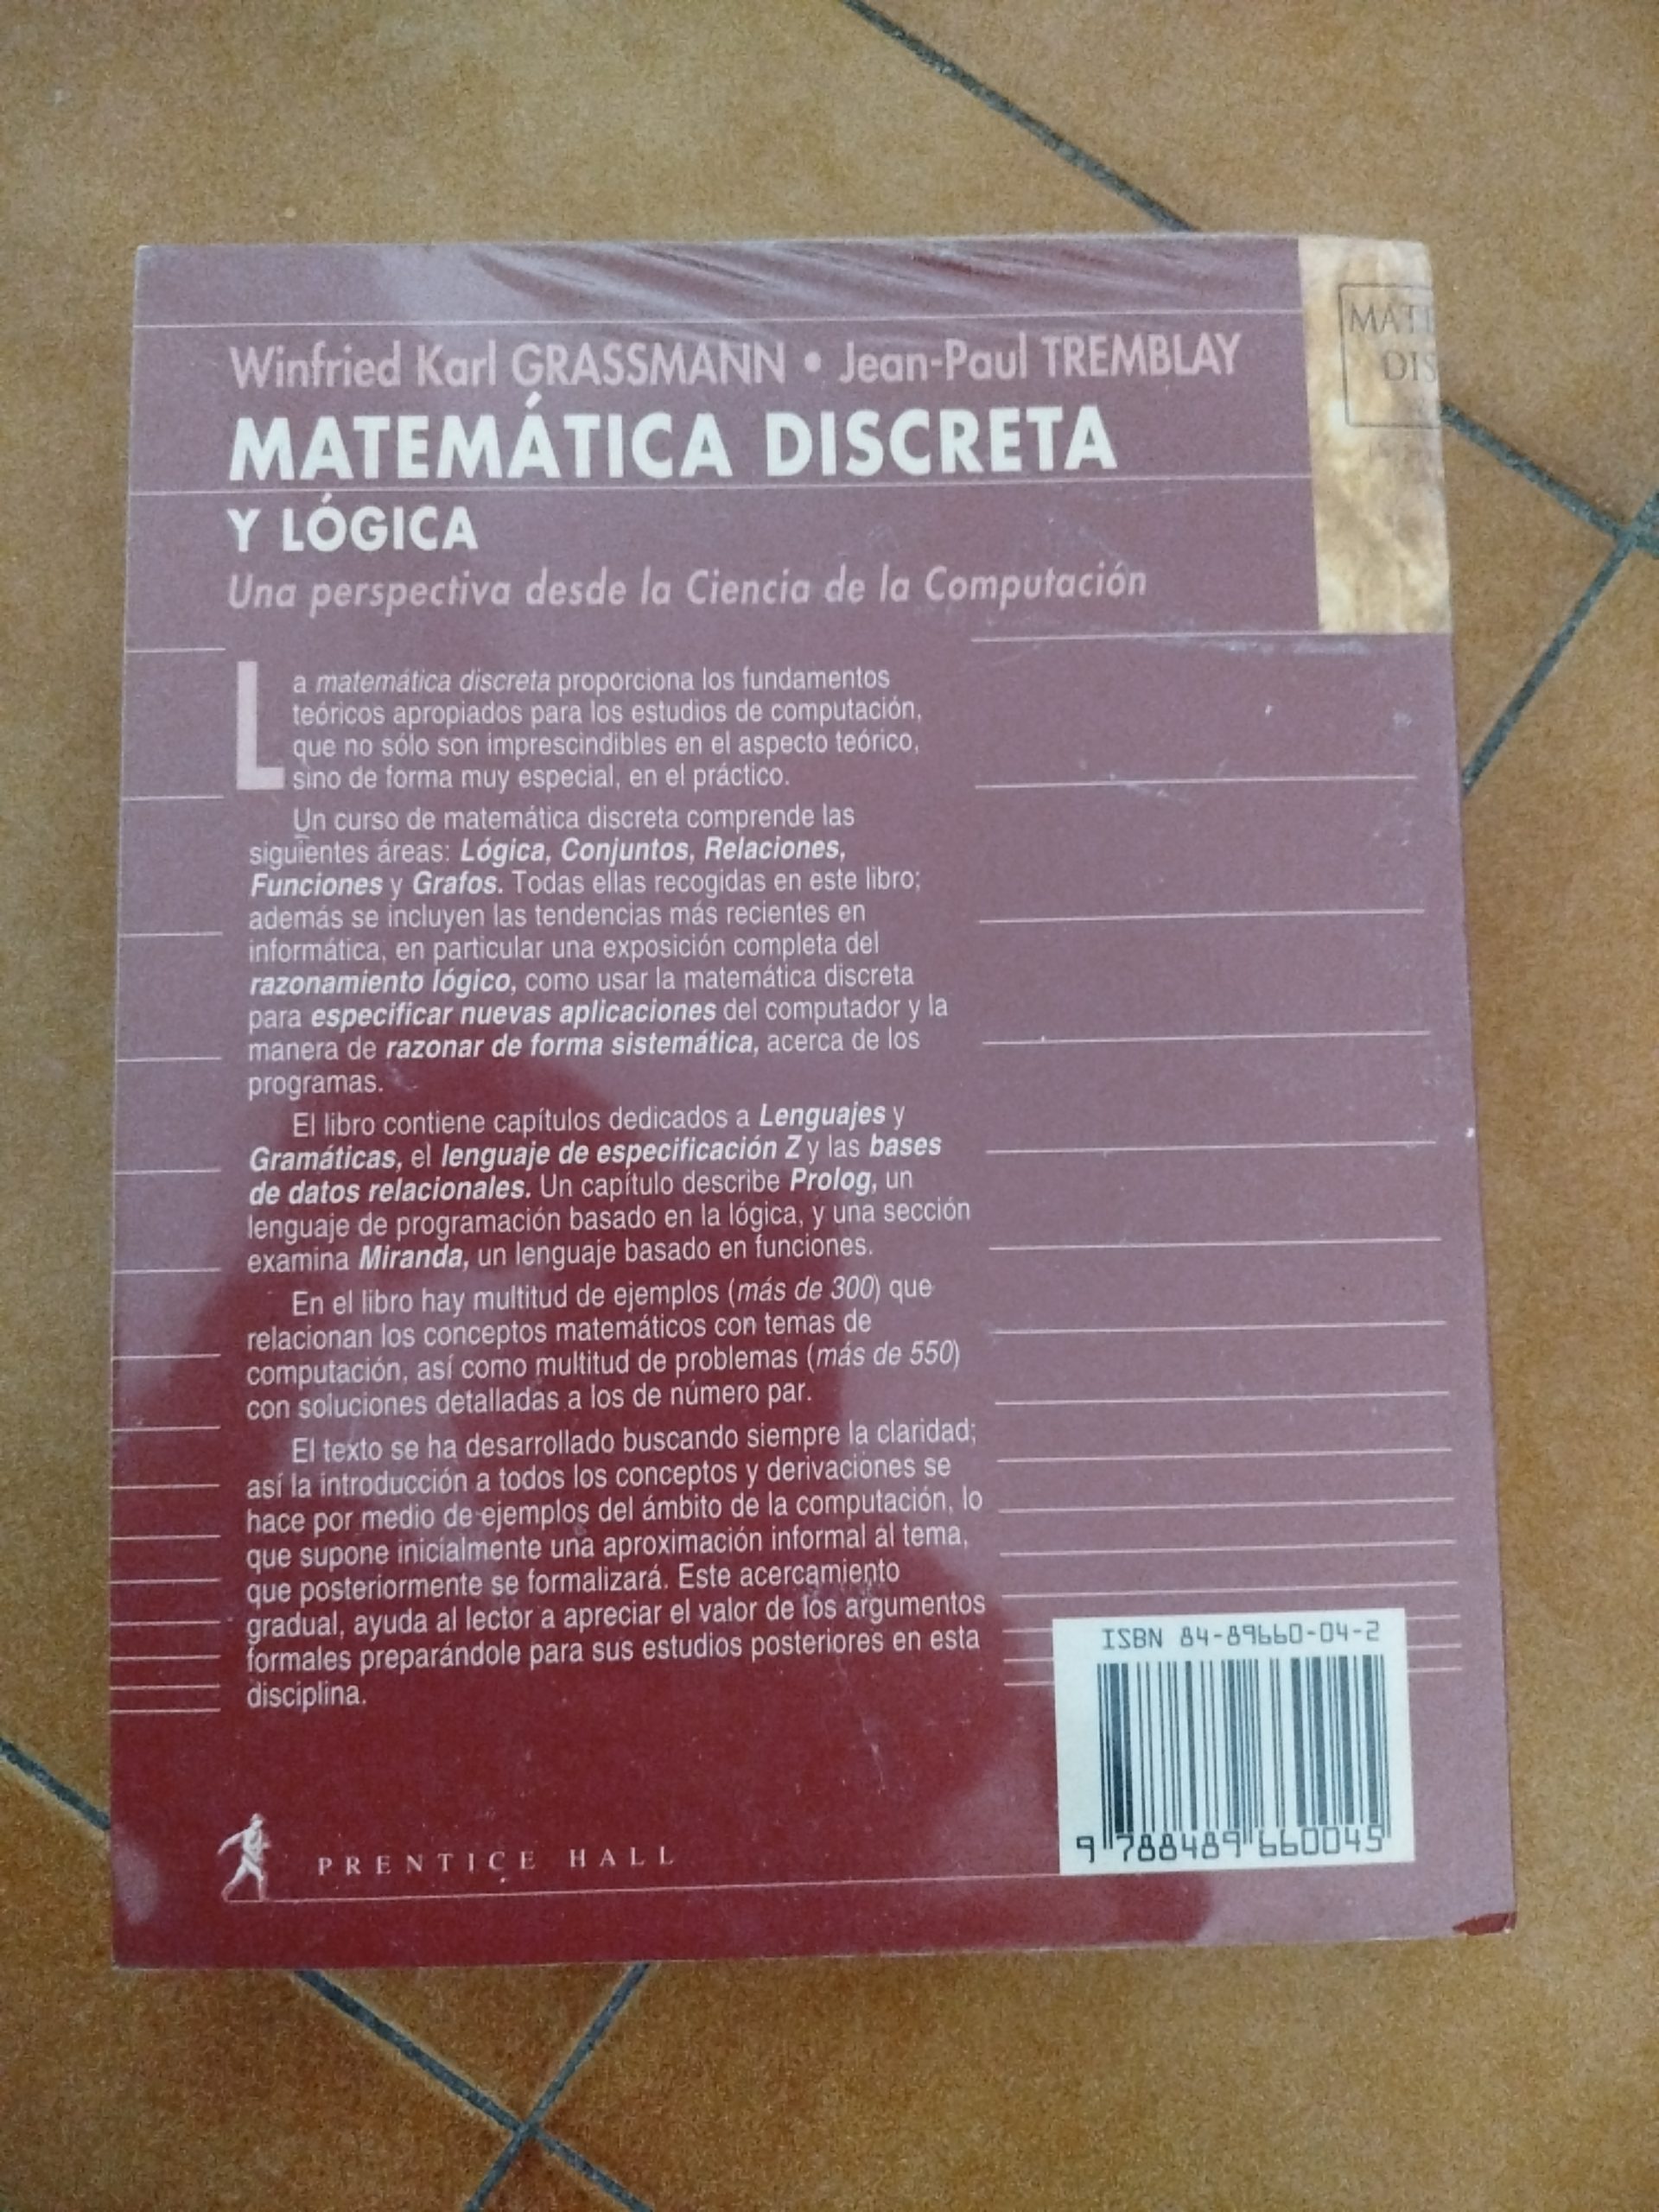 Winfried Karl GRASSMANN • Jean-Paul TREMBLAY
MATEMÁTICA DISCRETA
Y LÓGICA
Una perspectiva desde la Ciencia de la Computación
La matemática discreta proporciona los fundamentos
teóricos apropiados para los estudios de computación,
que no sólo son imprescindibles en el aspecto teórico,
sino de forma muy especial, en el práctico.
Un curso de matemática discreta comprende las
siguientes áreas: Lógica, Conjuntos, Relaciones,
Funciones y Grafos. Todas ellas recogidas en este libro;
además se incluyen las tendencias más recientes en
informática, en particular una exposición completa del
razonamiento lógico, como usar la matemática discreta
para especificar nuevas aplicaciones del computador y la
manera de razonar de forma sistemática, acerca de los
programas.
El libro contiene capítulos dedicados a Lenguajes y
Gramáticas, el lenguaje de especificación Z y las bases
de datos relacionales. Un capítulo describe Prolog, un
lenguaje de programación basado en la lógica, y una sección
examina Miranda, un lenguaje basado en funciones.
En el libro hay multitud de ejemplos (más de 300) que
relacionan los conceptos matemáticos con temas de
computación, así como multitud de problemas (más de 550)
con soluciones detalladas a los de número par.
El texto se ha desarrollado buscando siempre la claridad;
así la introducción a todos los conceptos y derivaciones se
hace por medio de ejemplos del ámbito de la computación, lo
que supone inicialmente una aproximación informal al tema,
que posteriormente se formalizará. Este acercamiento
gradual, ayuda al lector a apreciar el valor de los argumentos
formales preparándole para sus estudios posteriores en esta
disciplina.
MAT
DIS
ISBN 84-89660-04-2
9 788489 660045
PRENTICE HALL